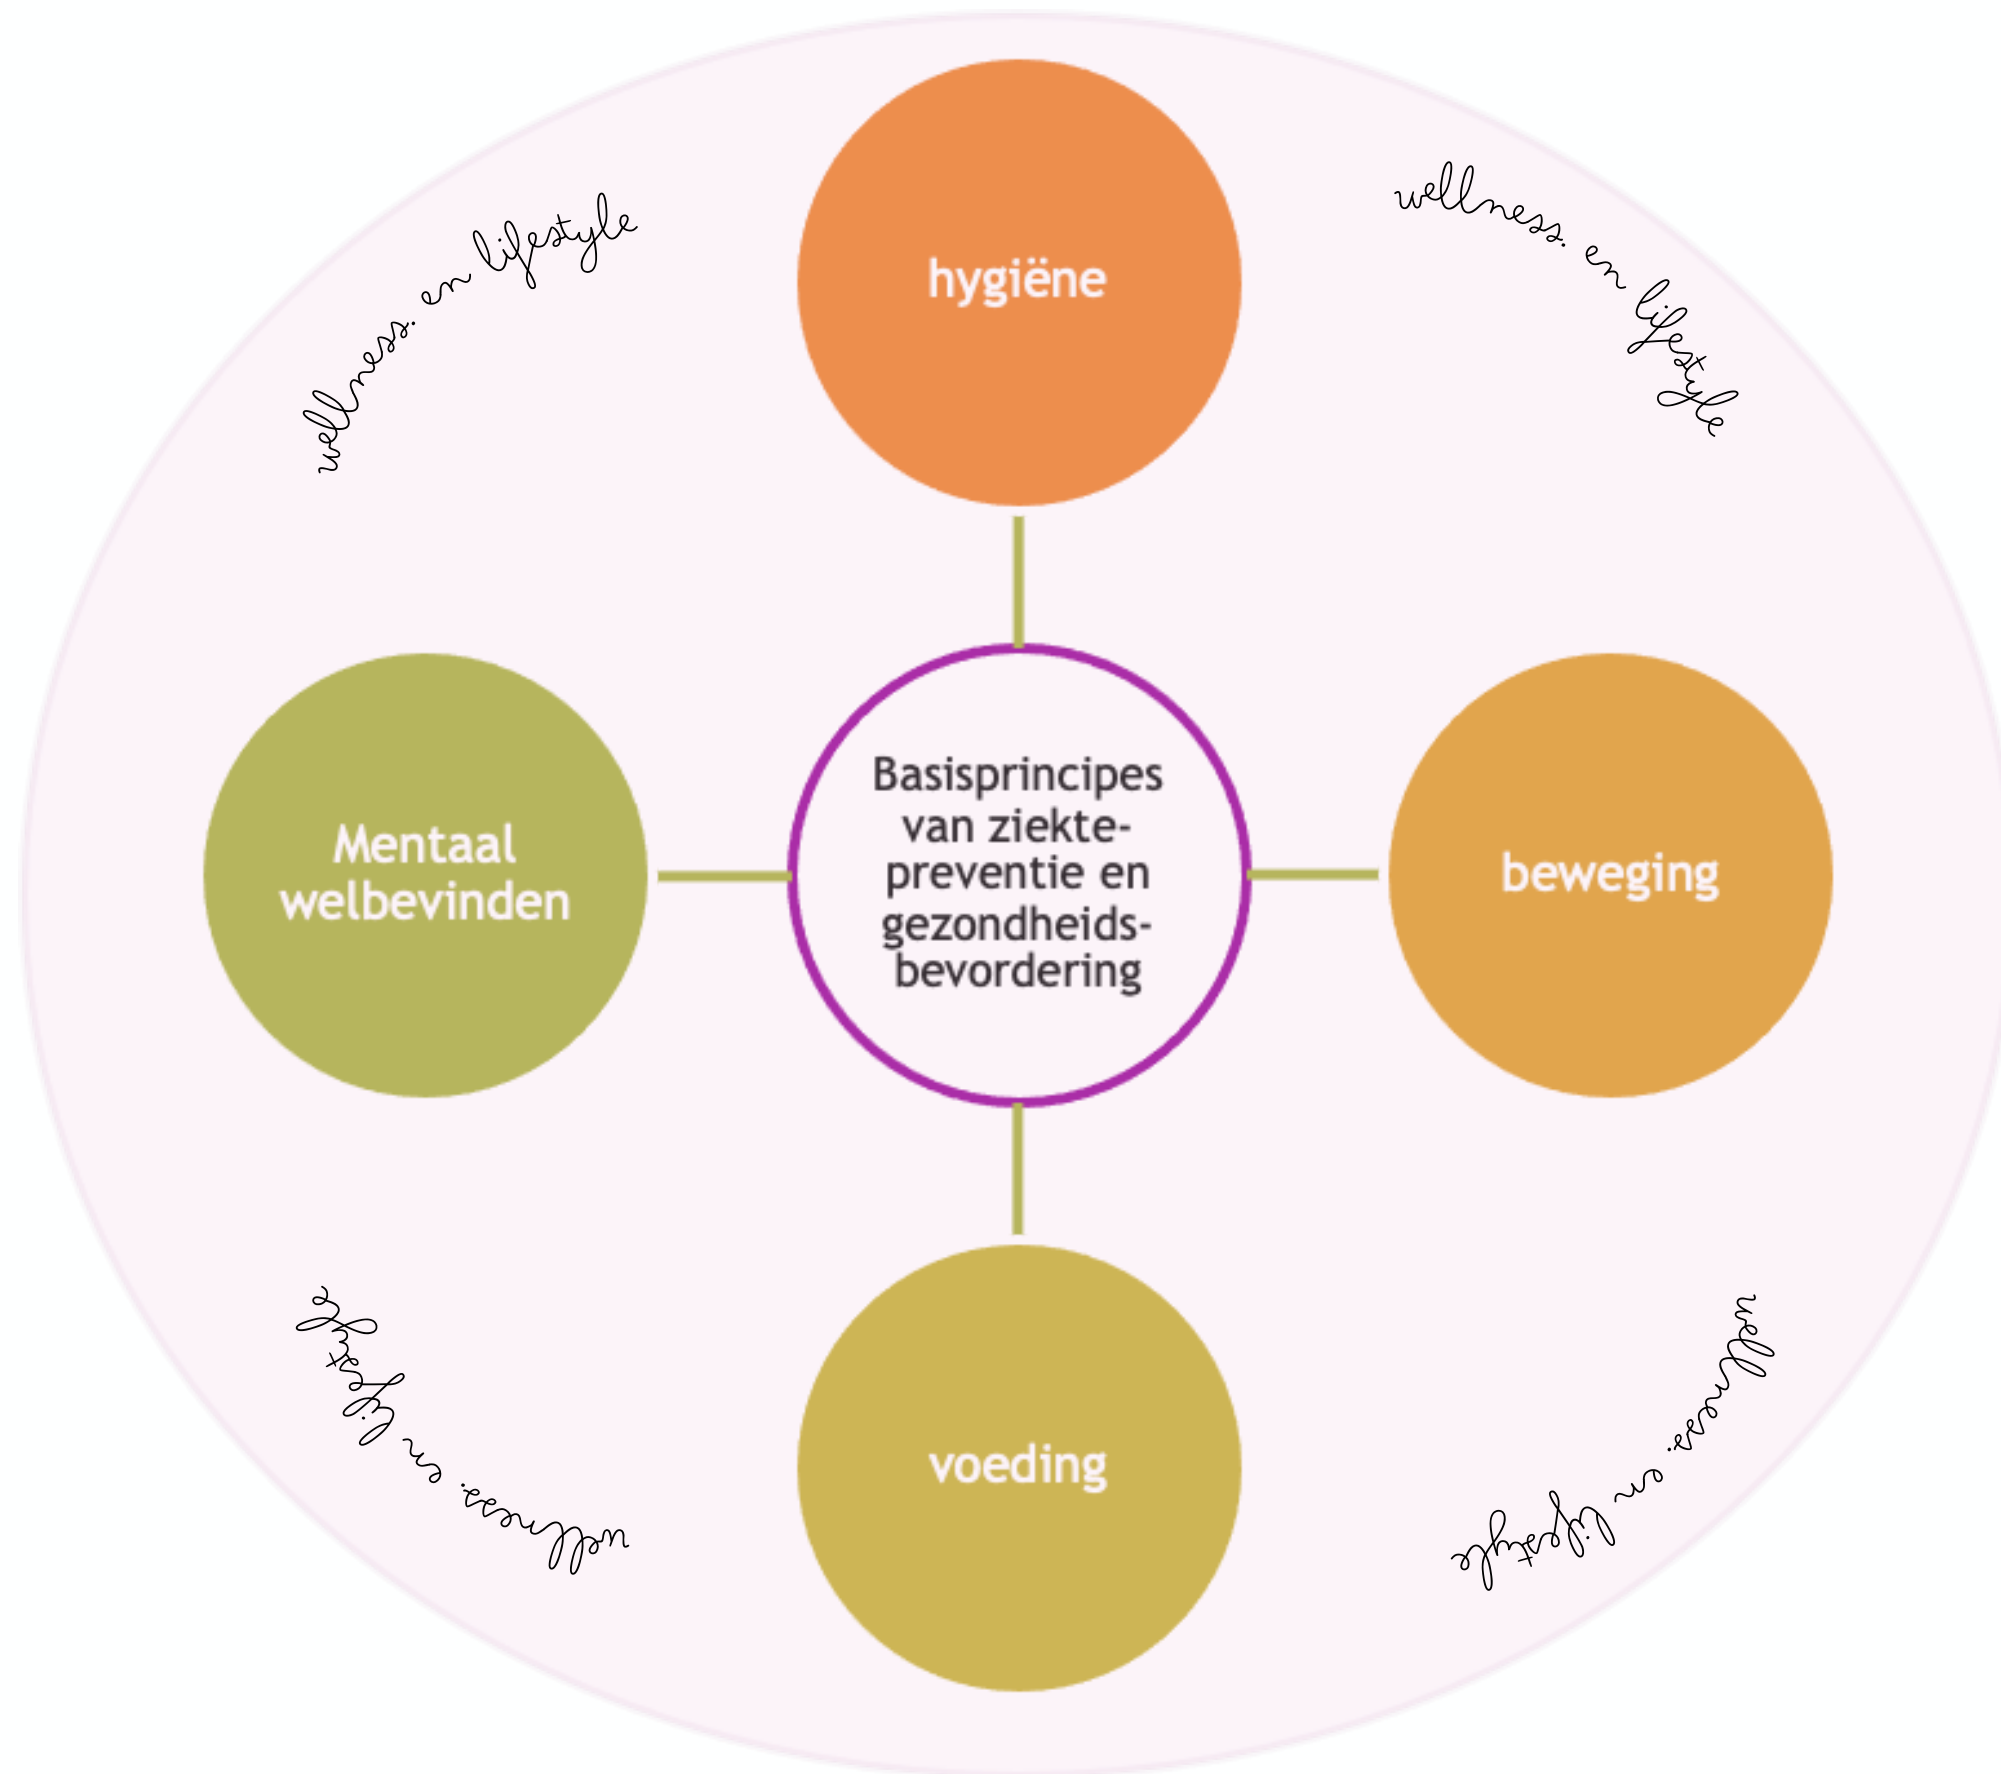 wellness. en lifestyle
wellness. en lifestyle
hygiëne
Mentaal
welbevinden
Basisprincipes
van ziekte-
preventie en
gezondheids-
bevordering
beweging
voeding
wellness. en lifestyle
wellness. en lifestyle